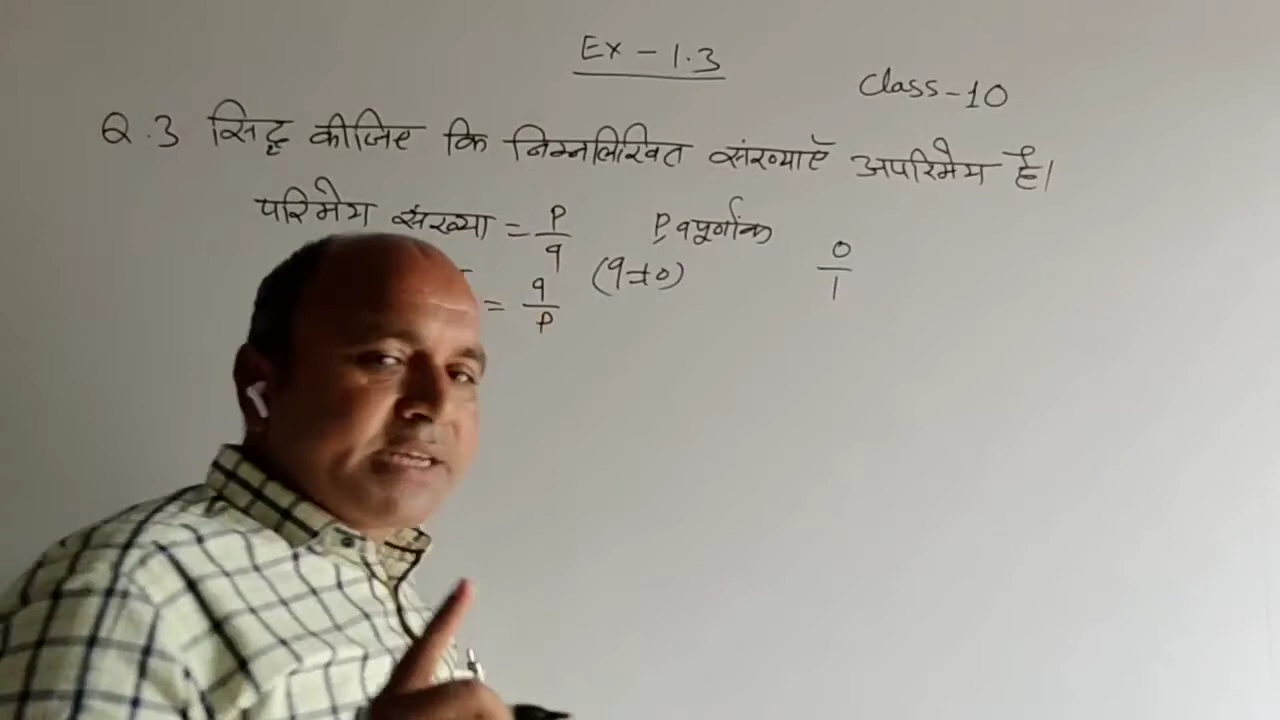 Ex - 1.3
Class - 10
Q.3 सिद्ध कीजिए कि निम्नलिखित संख्याएँ अपरिमेय है।
परिमेय संख्या = p/q p,q पूर्णांक 0/1
= q/p (q≠0)